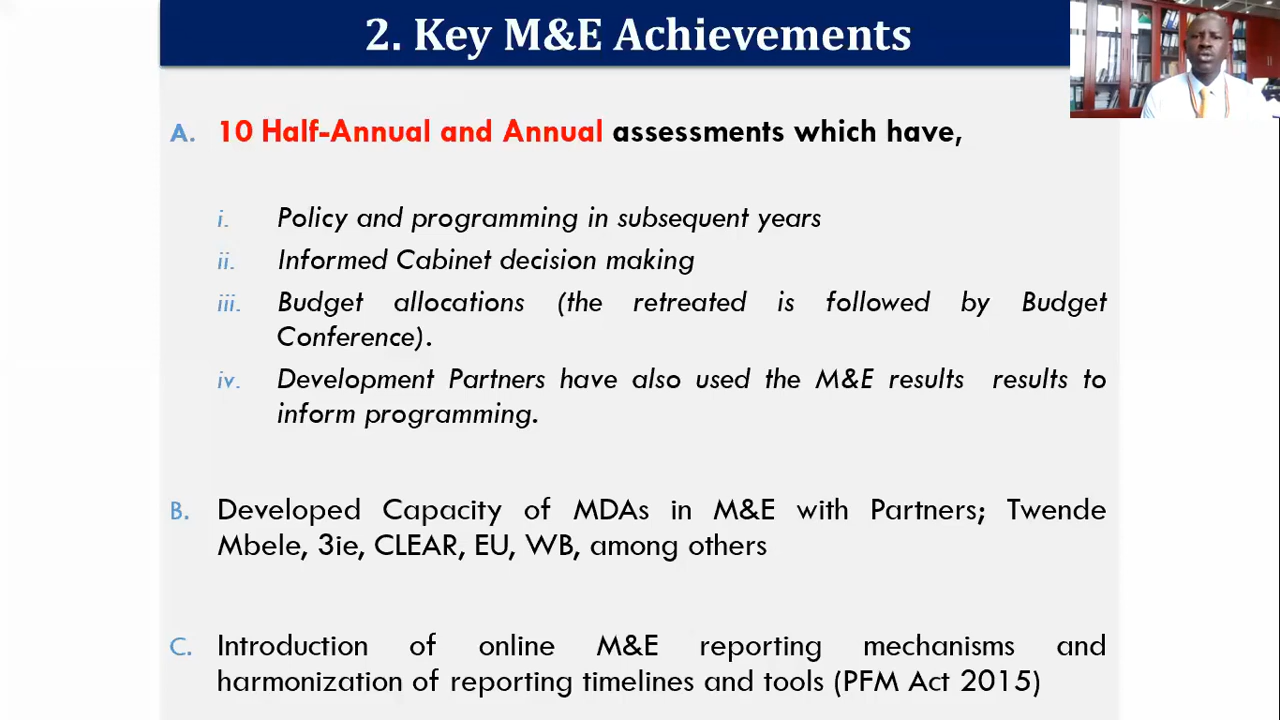 2. Key M&E Achievements
A. 10 Half-Annual and Annual assessments which have,
i. Policy and programming in subsequent years
ii. Informed Cabinet decision making
iii. Budget allocations (the retreated is followed by Budget
Conference).
iv. Development Partners have also used the M&E results results to
inform programming.
B. Developed Capacity of MDAs in M&E with Partners; Twende
Mbele, 3ie, CLEAR, EU, WB, among others
C. Introduction of online M&E reporting mechanisms and
harmonization of reporting timelines and tools (PFM Act 2015)